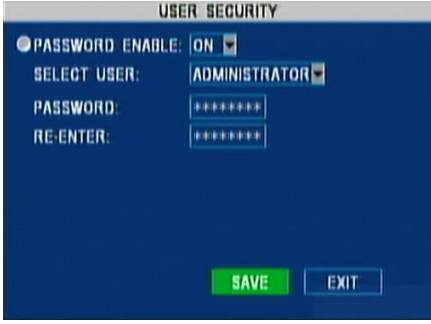 USER SECURITY
PASSWORD ENABLE: ON
SELECT USER: ADMINISTRATOR
PASSWORD: ********
RE-ENTER: ********
SAVE EXIT